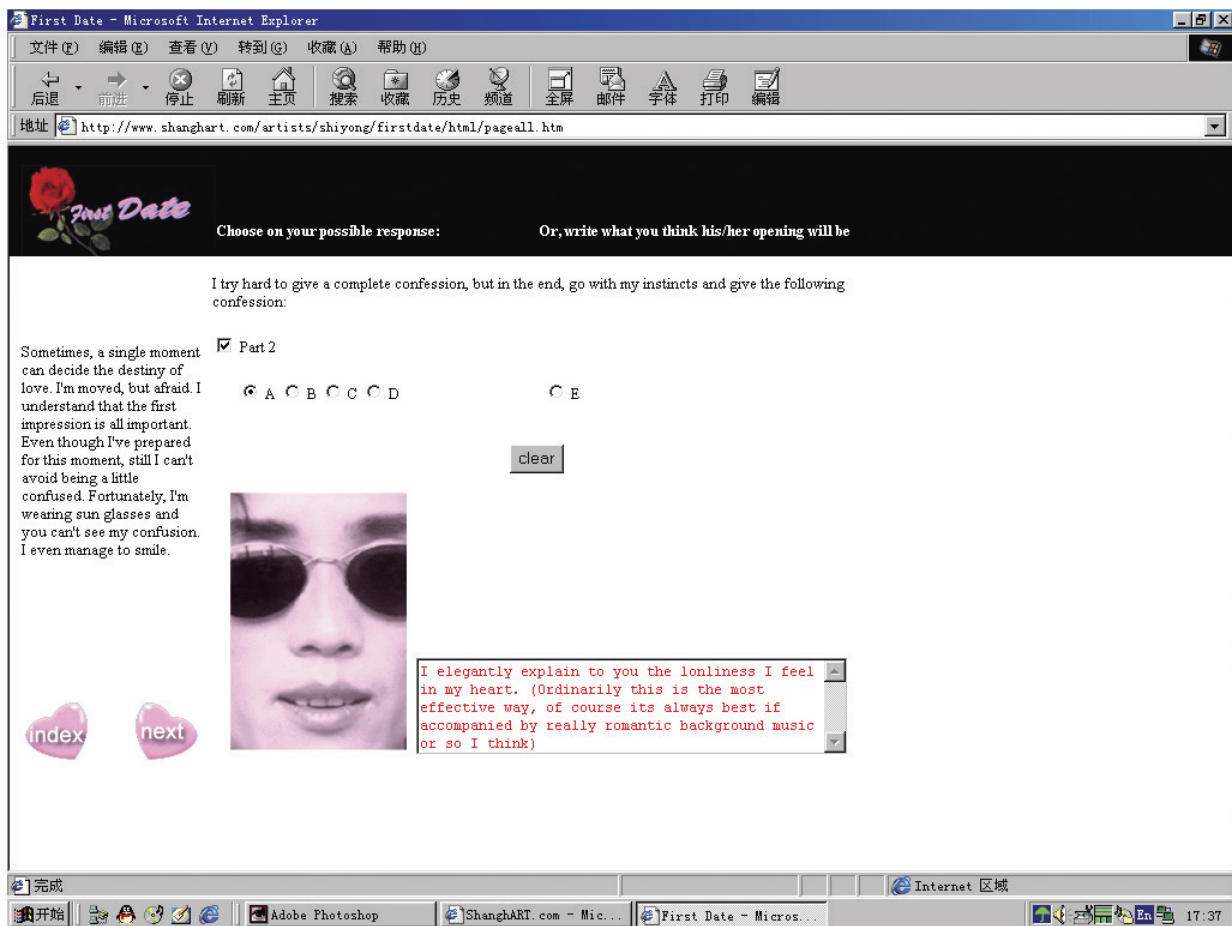 First Date - Microsoft Internet Explorer
文件(F) 编辑(E) 查看(V) 转到(G) 收藏(A) 帮助(H)
后退 前进 停止 刷新 主页 搜索 收藏 历史 频道 全屏 邮件 字体 打印 编辑
地址 http://www.shanghart.com/artists/shiyong/firstdate/html/pageall.htm
First Date
Choose on your possible response: Or, write what you think his/her opening will be
I try hard to give a complete confession, but in the end, go with my instincts and give the following
confession:
Sometimes, a single moment
can decide the destiny of
love. I'm moved, but afraid. I
understand that the first
impression is all important.
Even though I've prepared
for this moment, still I can't
avoid being a little
confused. Fortunately, I'm
wearing sun glasses and
you can't see my confusion.
I even manage to smile.
Part 2
A B C D E
clear
I elegantly explain to you the lonliness I feel
in my heart. (Ordinarily this is the most
effective way, of course its always best if
accompanied by really romantic background music
or so I think)
index next
完成 Internet 区域
开始 Adobe Photoshop ShanghART.com - Mic... First Date - Micros... En 17:37